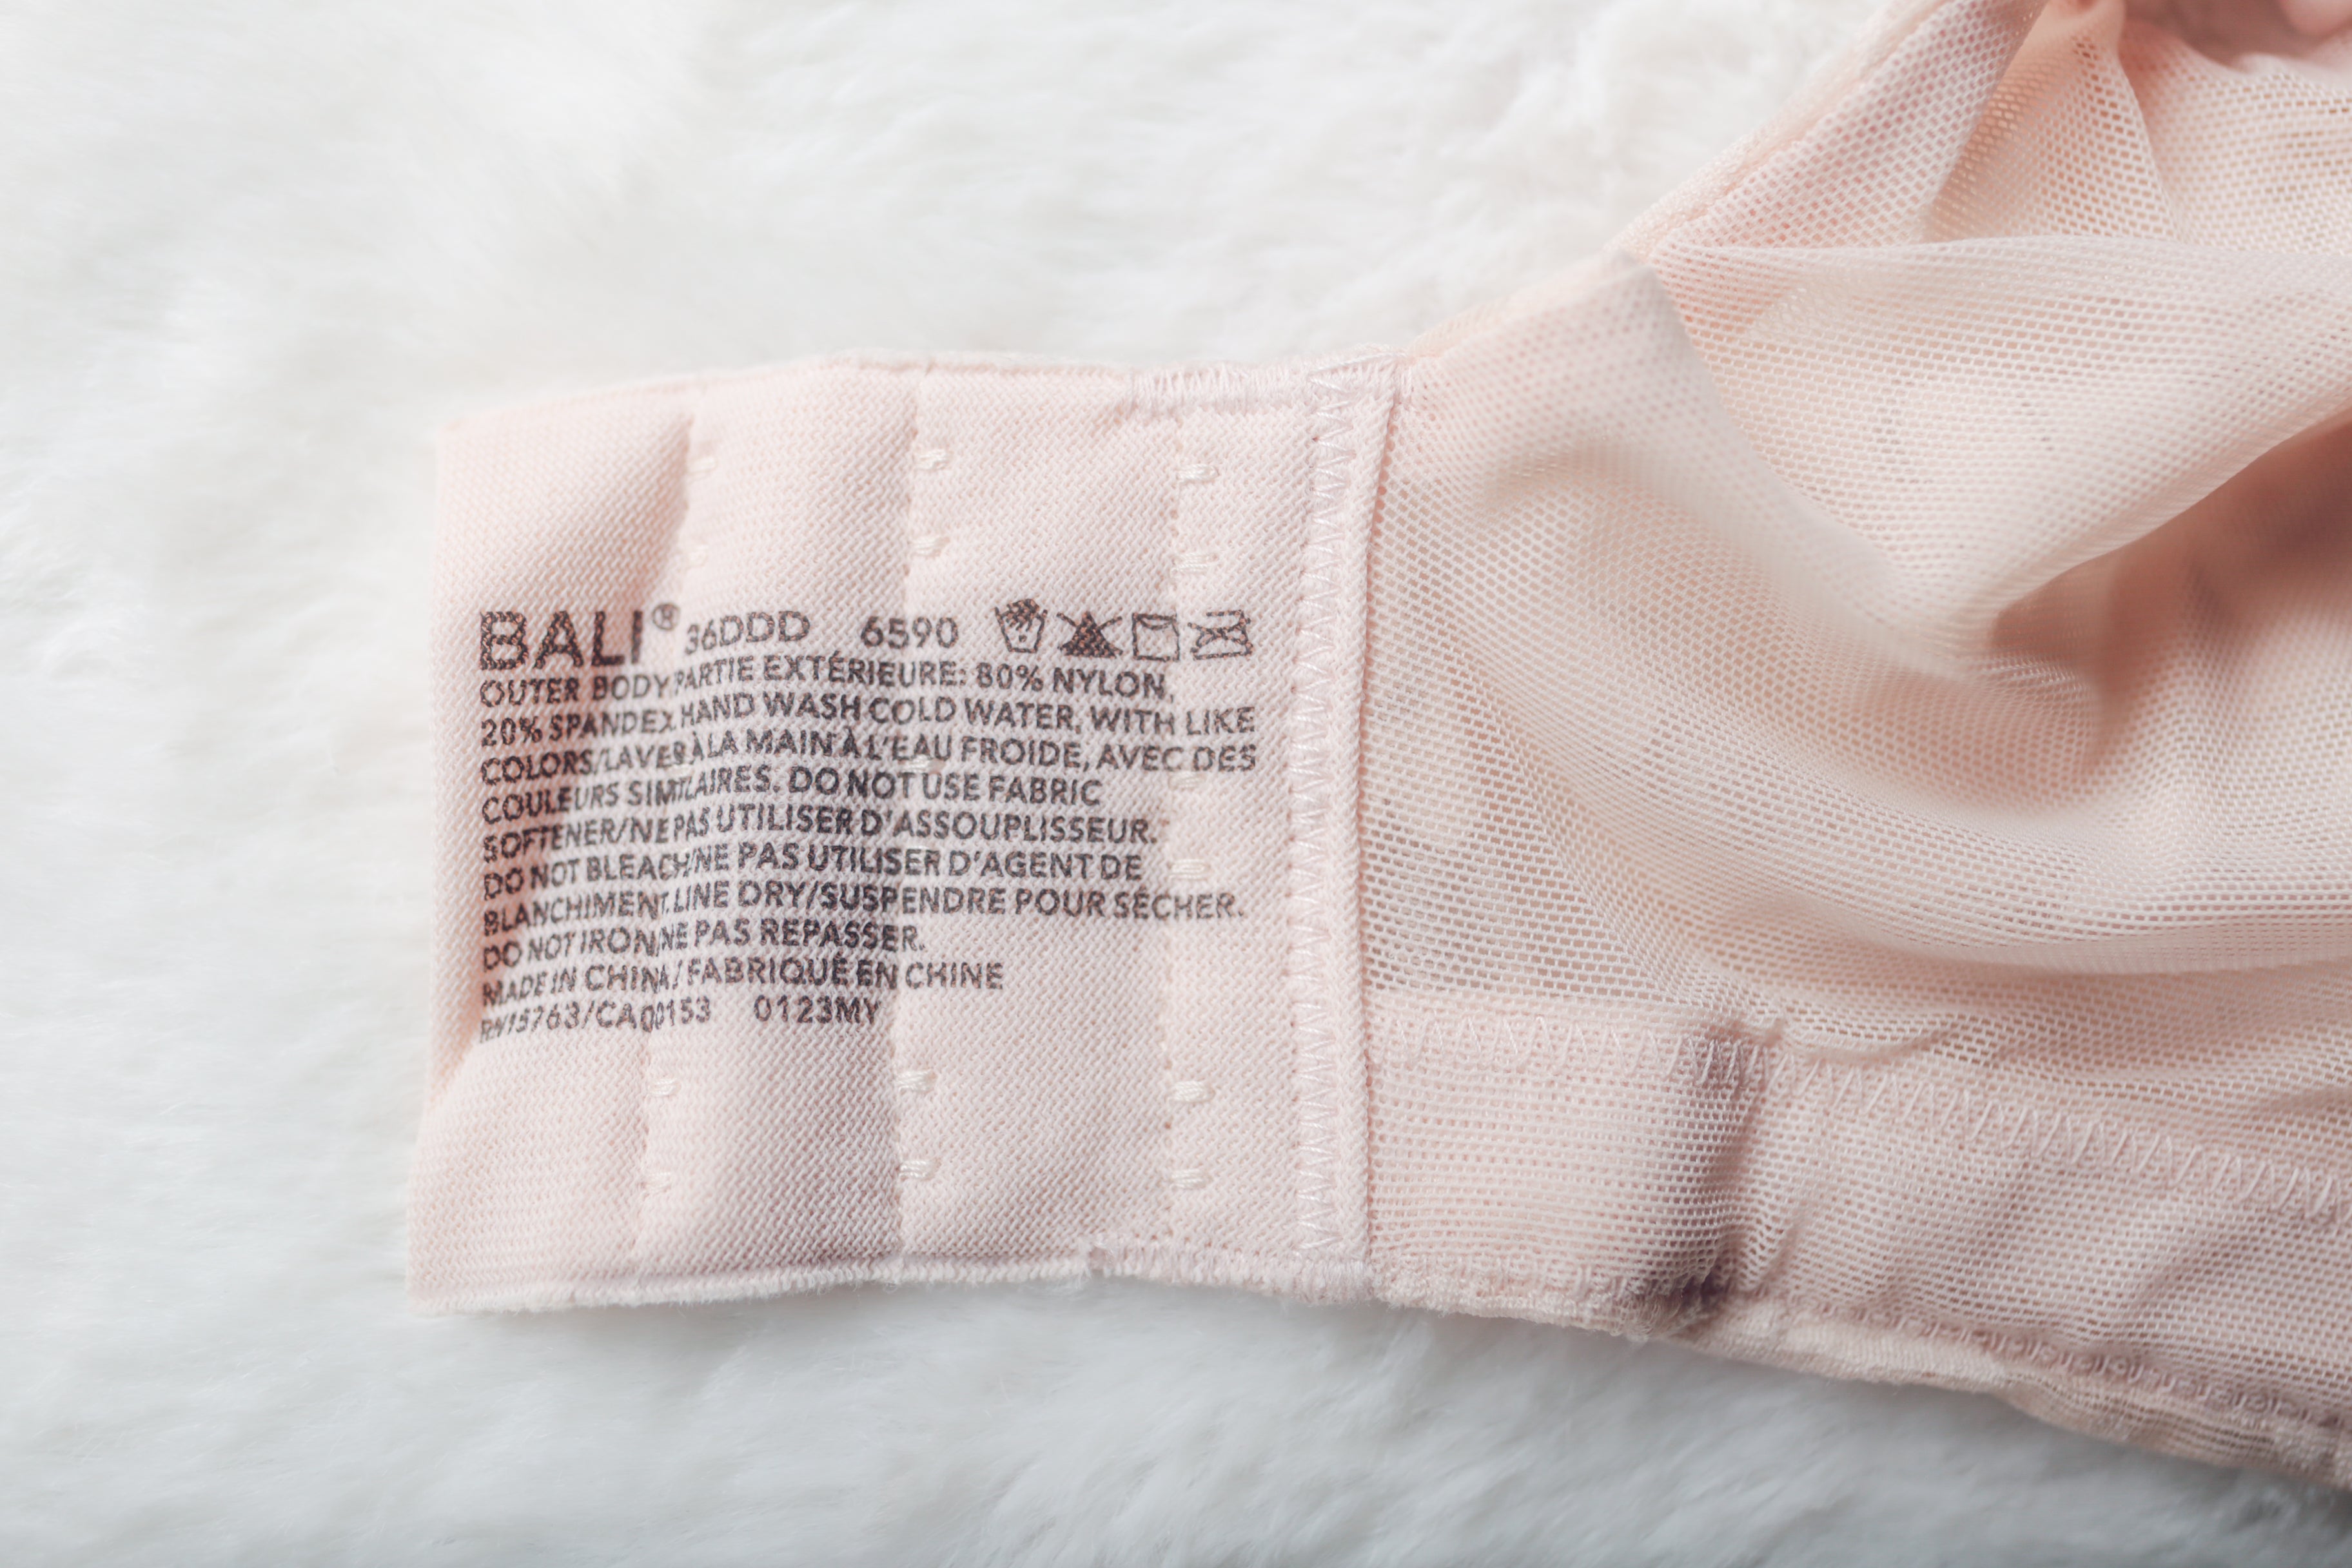 BALI® 36DDD 6590
OUTER BODY/PARTIE EXTÉRIEURE: 80% NYLON,
20% SPANDEX HAND WASH COLD WATER, WITH LIKE
COLORS/LAVER À LA MAIN À L'EAU FROIDE, AVEC DES
COULEURS SIMILAIRES. DO NOT USE FABRIC
SOFTENER/NE PAS UTILISER D'ASSOUPLISSEUR.
DO NOT BLEACH/NE PAS UTILISER D'AGENT DE
BLANCHIMENT. LINE DRY/SUSPENDRE POUR SÉCHER.
DO NOT IRON/NE PAS REPASSER.
MADE IN CHINA/FABRIQUÉ EN CHINE
RN15763/CA00153 0123MY